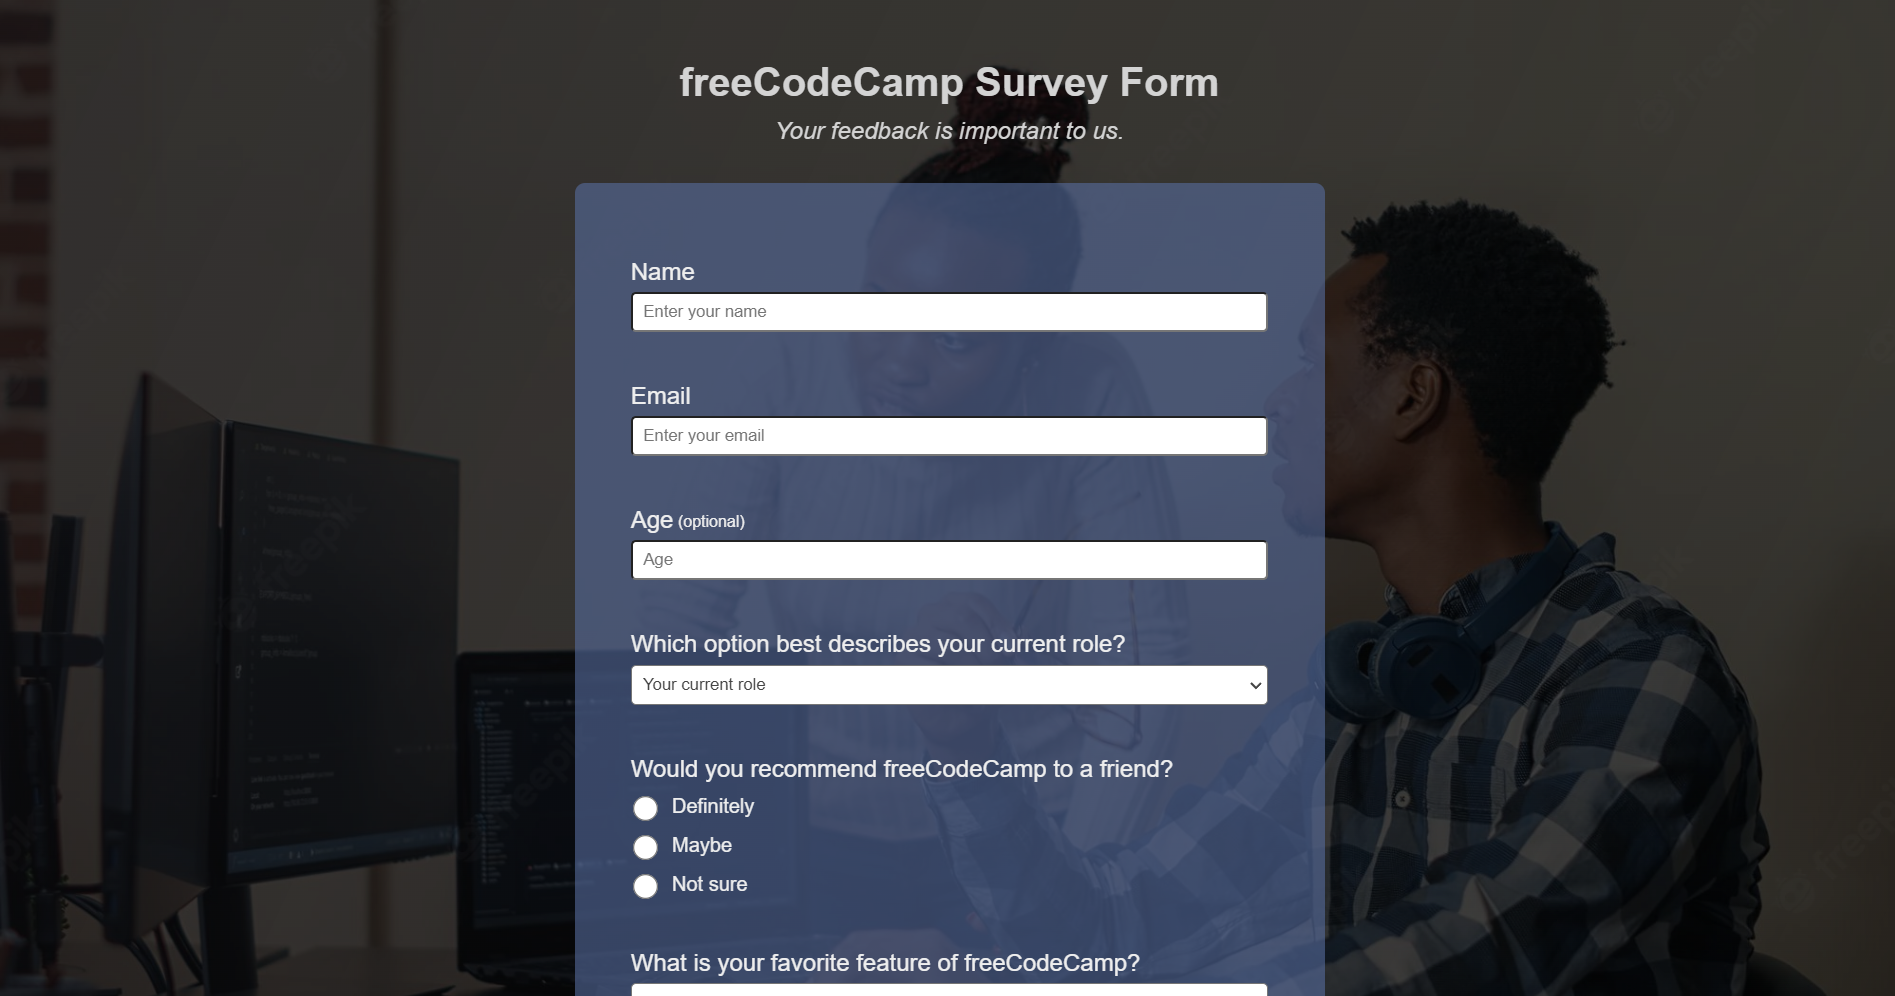 freeCodeCamp Survey Form
Your feedback is important to us.
Name
Enter your name
Email
Enter your email
Age (optional)
Age
Which option best describes your current role?
Your current role
Would you recommend freeCodeCamp to a friend?
Definitely
Maybe
Not sure
What is your favorite feature of freeCodeCamp?
freepik